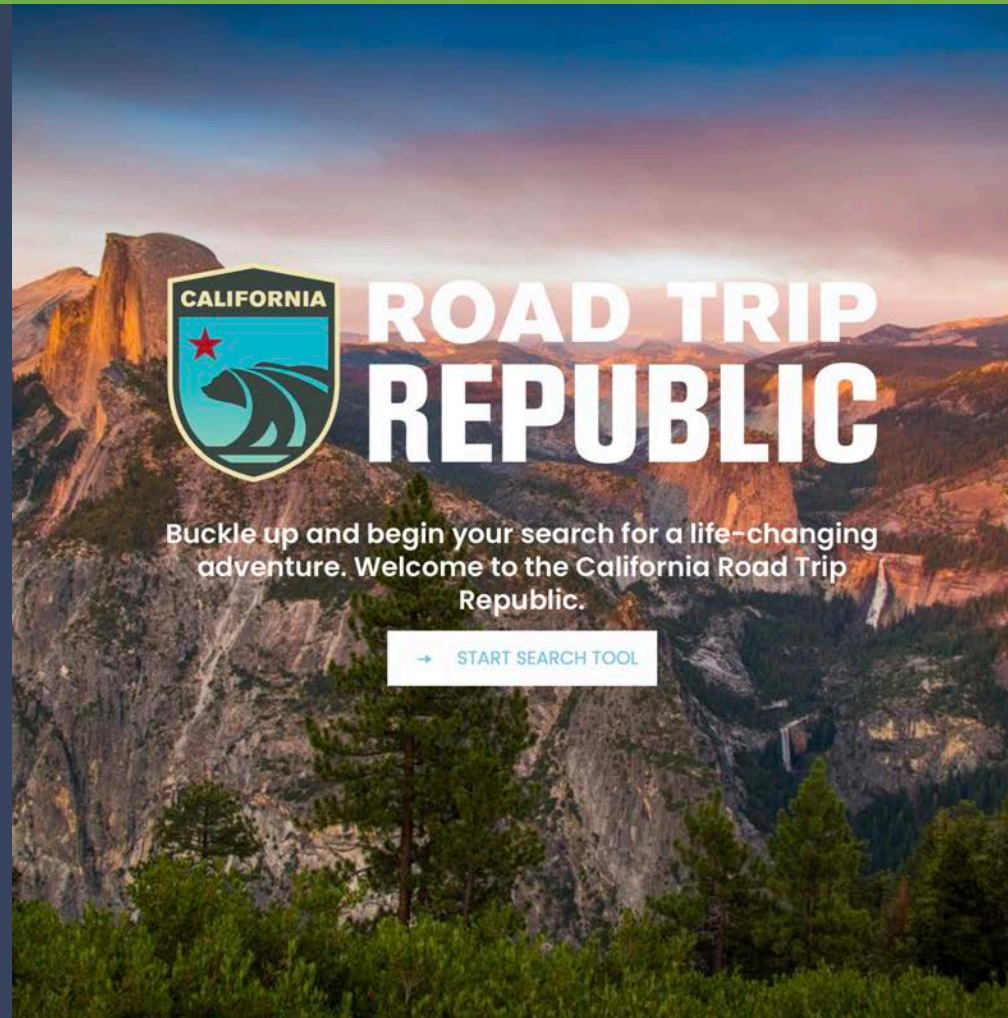 CALIFORNIA
ROAD TRIP
REPUBLIC
Buckle up and begin your search for a life-changing
adventure. Welcome to the California Road Trip
Republic.
→ START SEARCH TOOL